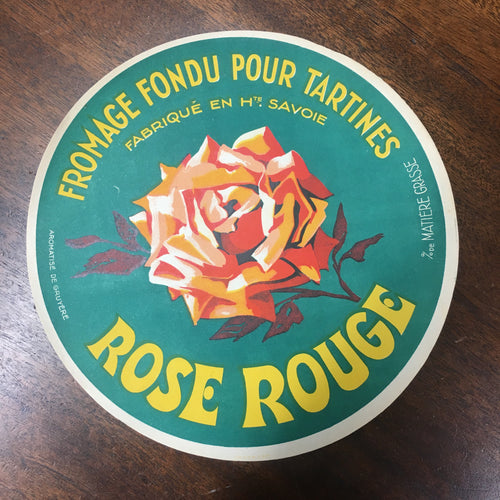 FROMAGE FONDU POUR TARTINES
FABRIQUÉ EN HTE. SAVOIE
% DE MATIÈRE GRASSE
AROMATISÉ DE GRUYÈRE
ROSE ROUGE